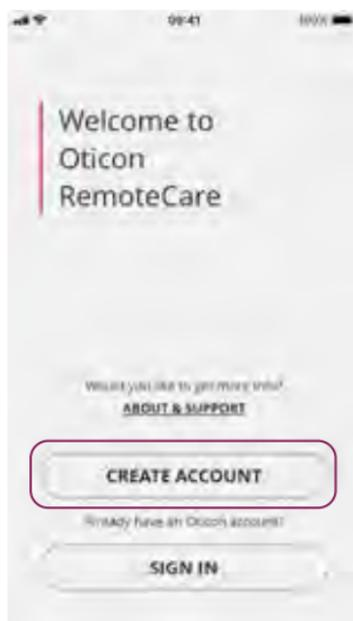 09:41 100%
Welcome to
Oticon
RemoteCare
Would you like to get more info?
ABOUT & SUPPORT
CREATE ACCOUNT
Already have an Oticon account?
SIGN IN